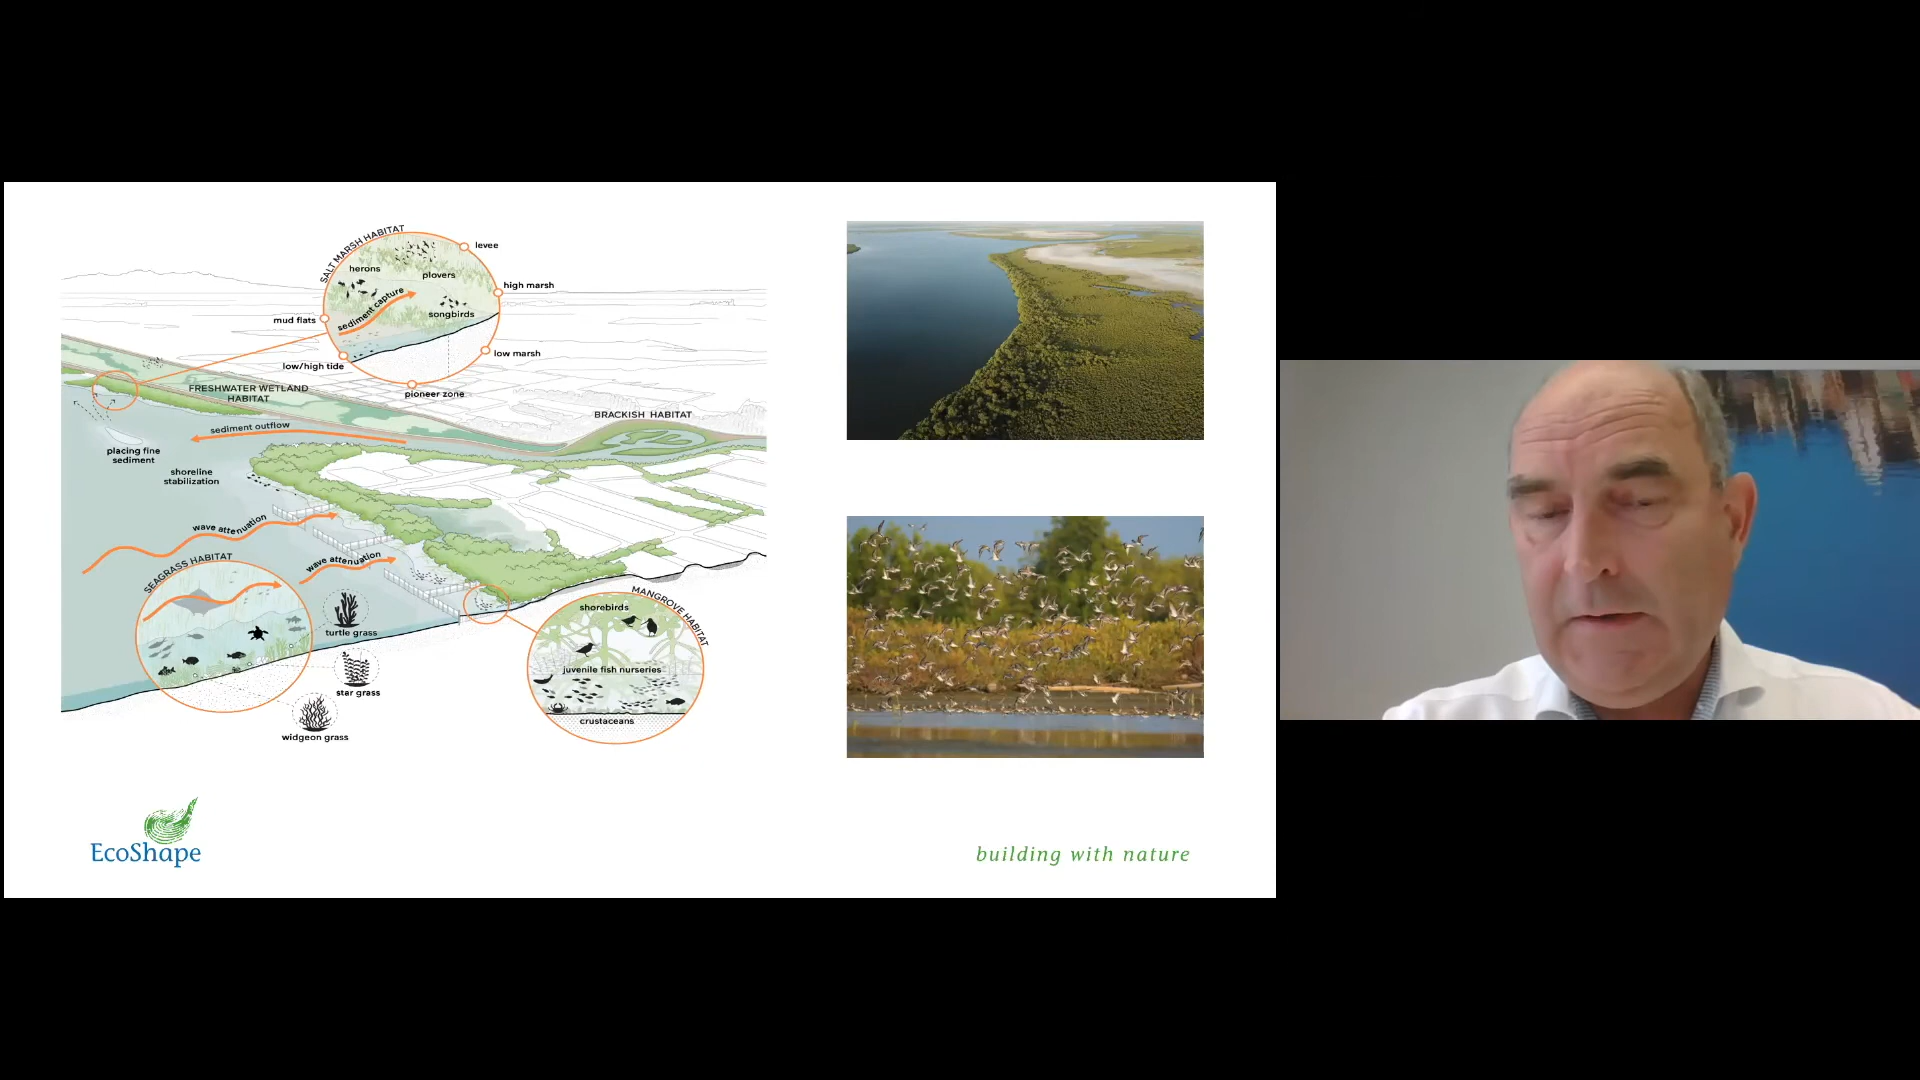 SALT MARSH HABITAT
levee
herons
plovers
high marsh
sediment capture
songbirds
mud flats
low marsh
low/high tide
pioneer zone
FRESHWATER WETLAND
HABITAT
BRACKISH HABITAT
sediment outflow
placing fine
sediment
shoreline
stabilization
wave attenuation
wave attenuation
SEAGRASS HABITAT
turtle grass
star grass
widgeon grass
MANGROVE HABITAT
shorebirds
juvenile fish nurseries
crustaceans
EcoShape
building with nature